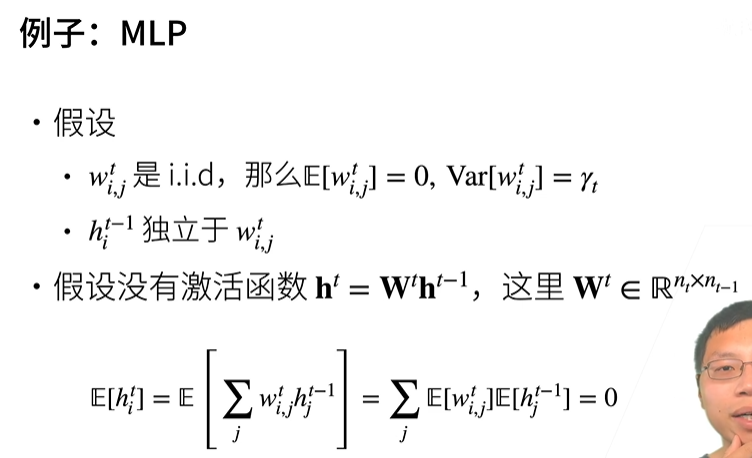 例子：MLP
• 假设
• $w_{i,j}^t$ 是 i.i.d，那么$\mathbb{E}[w_{i,j}^t] = 0, \mathrm{Var}[w_{i,j}^t] = \gamma_t$
• $h_i^{t-1}$ 独立于 $w_{i,j}^t$
• 假设没有激活函数 $\mathbf{h}^t = \mathbf{W}^t\mathbf{h}^{t-1}$，这里 $\mathbf{W}^t \in \mathbb{R}^{n_t \times n_{t-1}}$
$\mathbb{E}[h_i^t] = \mathbb{E}\left[\sum_j w_{i,j}^t h_j^{t-1}\right] = \sum_j \mathbb{E}[w_{i,j}^t]\mathbb{E}[h_j^{t-1}] = 0$